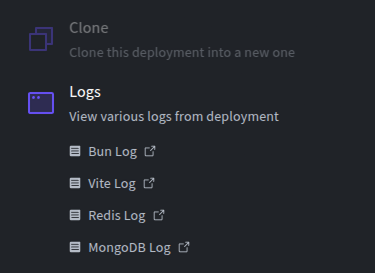 Clone
Clone this deployment into a new one
Logs
View various logs from deployment
Bun Log
Vite Log
Redis Log
MongoDB Log